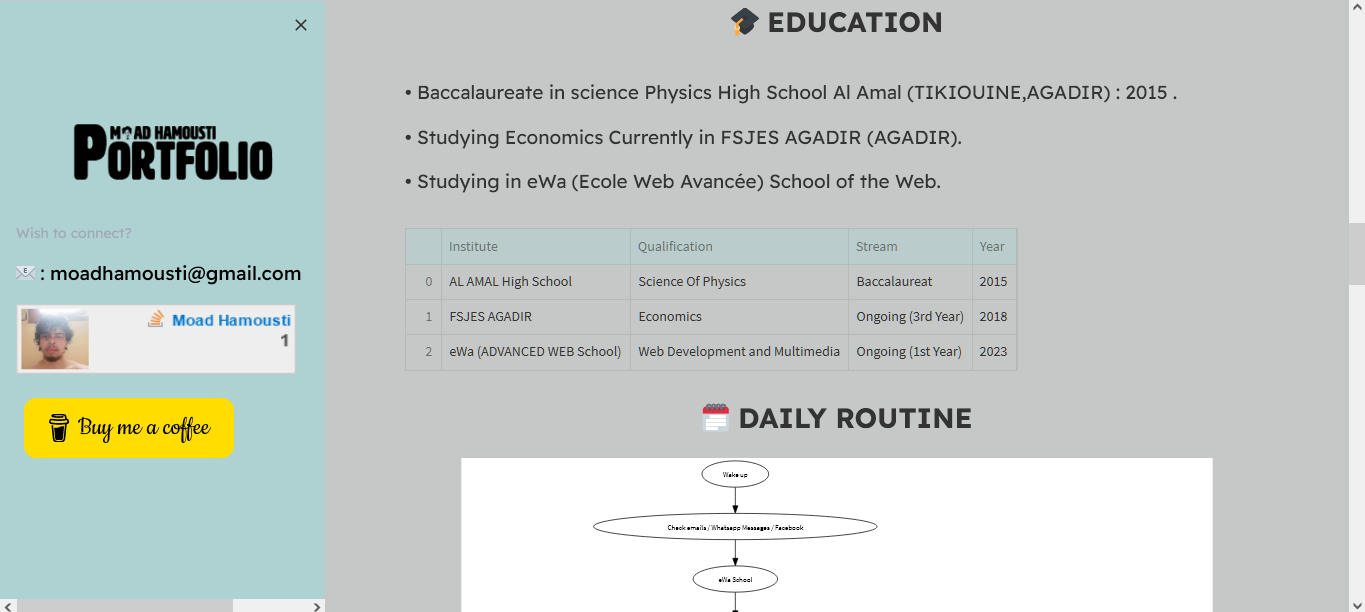 MOAD HAMOUSTI
PORTFOLIO
Wish to connect?
: moadhamousti@gmail.com
Moad Hamousti
1
Buy me a coffee
EDUCATION
• Baccalaureate in science Physics High School Al Amal (TIKIOUINE,AGADIR) : 2015 .
• Studying Economics Currently in FSJES AGADIR (AGADIR).
• Studying in eWa (Ecole Web Avancée) School of the Web.
Institute Qualification Stream Year
0 AL AMAL High School Science Of Physics Baccalaureat 2015
1 FSJES AGADIR Economics Ongoing (3rd Year) 2018
2 eWa (ADVANCED WEB School) Web Development and Multimedia Ongoing (1st Year) 2023
DAILY ROUTINE
Wake up
Check emails / Whatsapp Messages / Facebook
eWa School